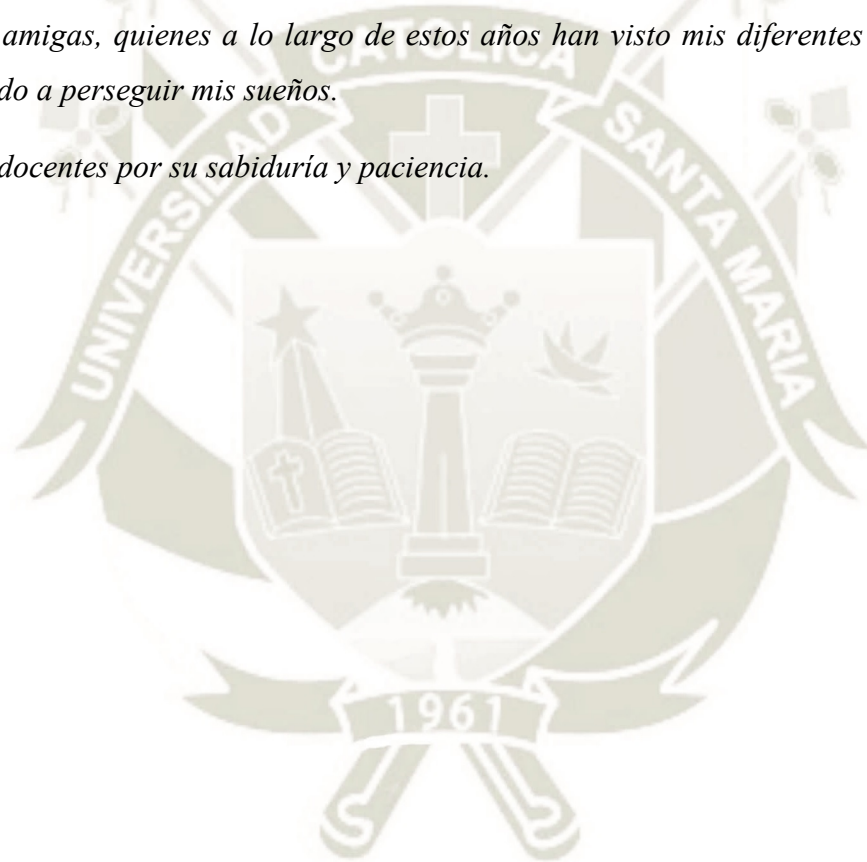 amigas, quienes a lo largo de estos años han visto mis diferentes
do a perseguir mis sueños.
docentes por su sabiduría y paciencia.
UNIVERSIDAD CATOLICA SANTA MARIA
1961